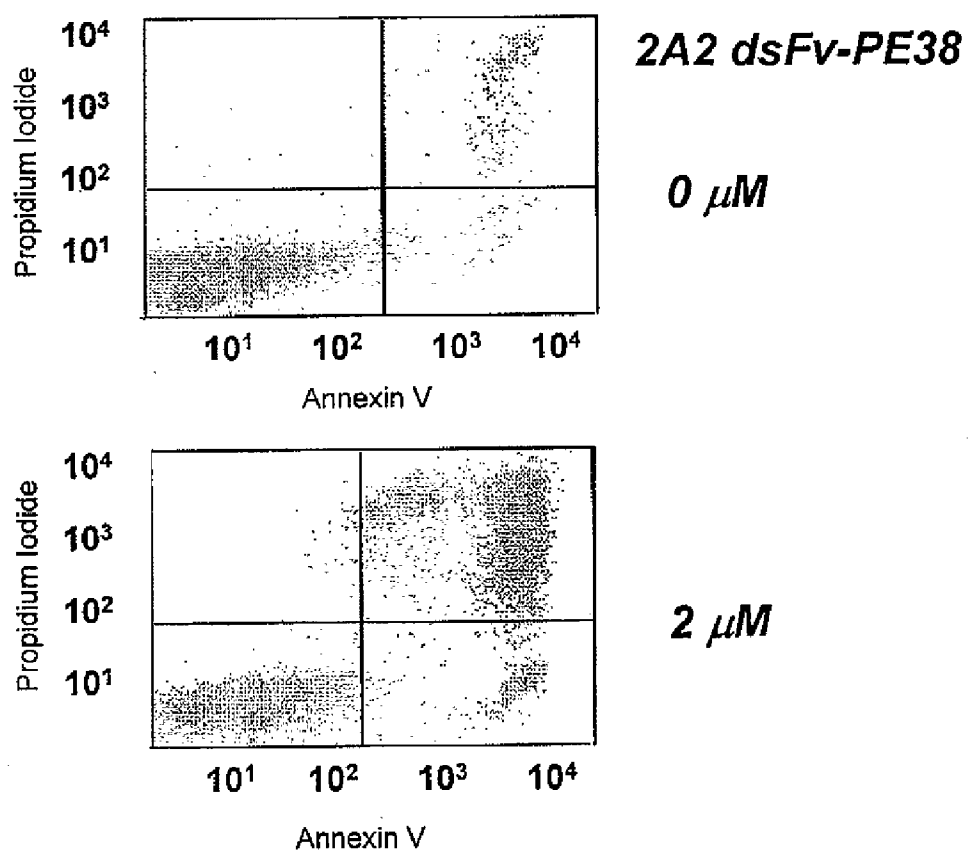 2A2 dsFv-PE38
0 μM
Propidium Iodide
10⁴
10³
10²
10¹
10¹ 10² 10³ 10⁴
Annexin V
2 μM
Propidium Iodide
10⁴
10³
10²
10¹
10¹ 10² 10³ 10⁴
Annexin V